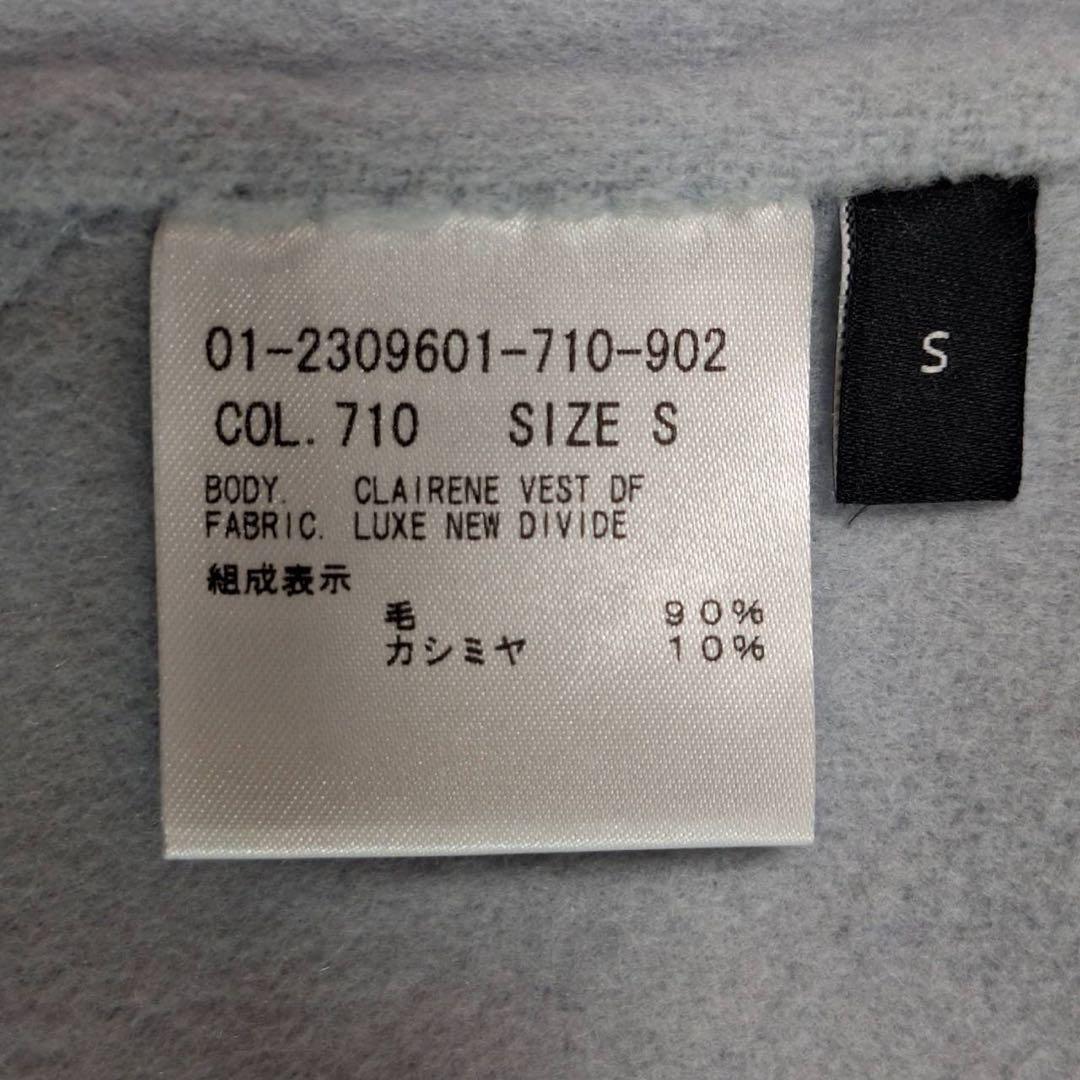 01-2309601-710-902
COL. 710 SIZE S
BODY. CLAIRENE VEST DF
FABRIC. LUXE NEW DIVIDE
組成表示
毛 90%
カシミヤ 10%
S